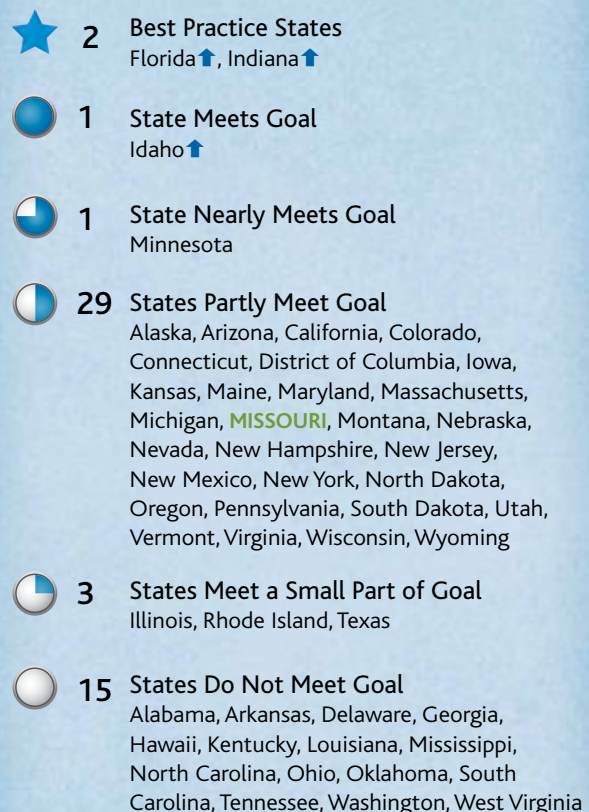 2 Best Practice States
Florida⬆, Indiana⬆
1 State Meets Goal
Idaho⬆
1 State Nearly Meets Goal
Minnesota
29 States Partly Meet Goal
Alaska, Arizona, California, Colorado,
Connecticut, District of Columbia, Iowa,
Kansas, Maine, Maryland, Massachusetts,
Michigan, MISSOURI, Montana, Nebraska,
Nevada, New Hampshire, New Jersey,
New Mexico, New York, North Dakota,
Oregon, Pennsylvania, South Dakota, Utah,
Vermont, Virginia, Wisconsin, Wyoming
3 States Meet a Small Part of Goal
Illinois, Rhode Island, Texas
15 States Do Not Meet Goal
Alabama, Arkansas, Delaware, Georgia,
Hawaii, Kentucky, Louisiana, Mississippi,
North Carolina, Ohio, Oklahoma, South
Carolina, Tennessee, Washington, West Virginia